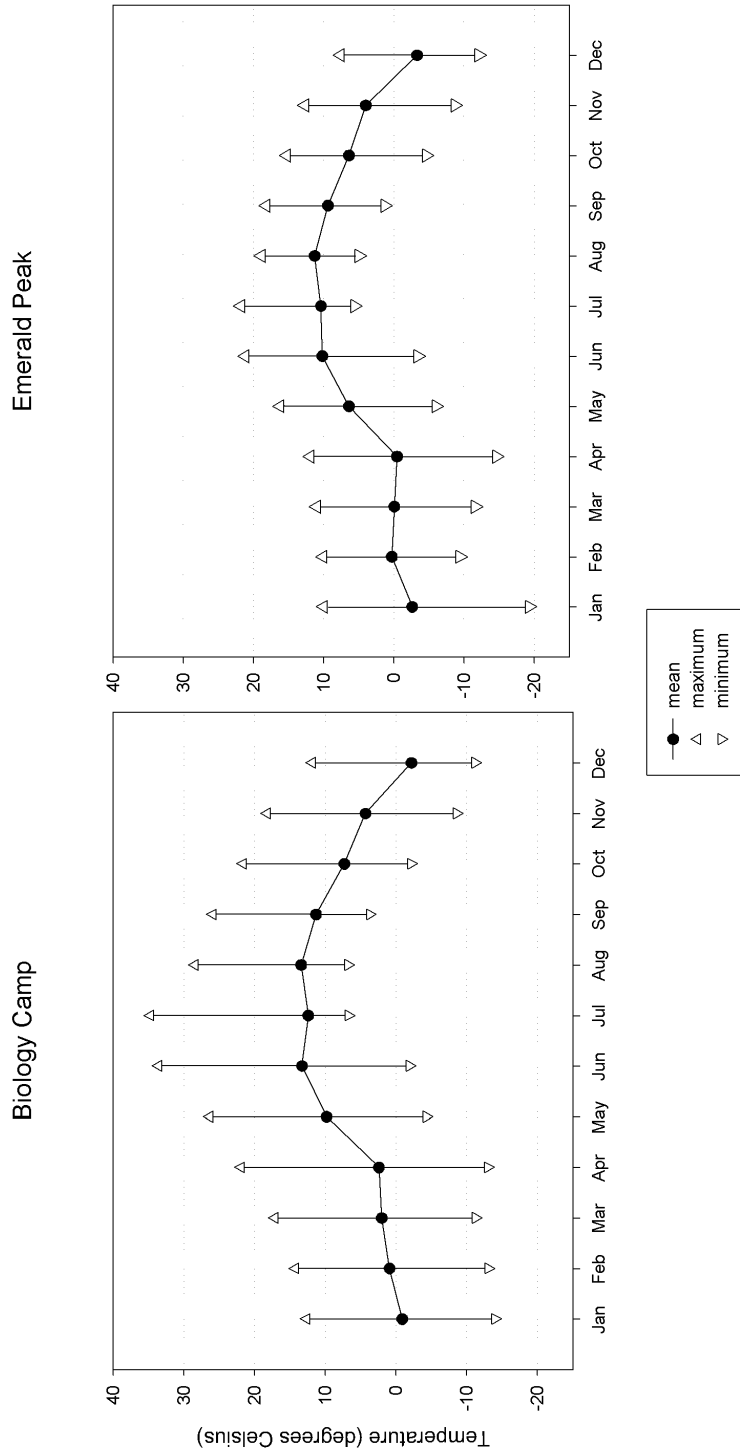 Biology Camp
Emerald Peak
Temperature (degrees Celsius)
40
30
20
10
0
-10
-20
Jan Feb Mar Apr May Jun Jul Aug Sep Oct Nov Dec
40
30
20
10
0
-10
-20
Jan Feb Mar Apr May Jun Jul Aug Sep Oct Nov Dec
mean
maximum
minimum